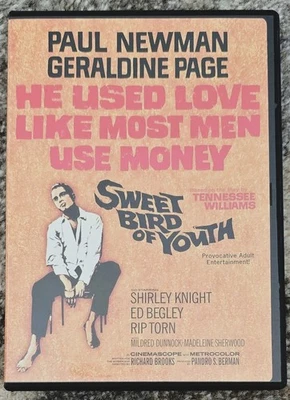 PAUL NEWMAN
GERALDINE PAGE
HE USED LOVE
LIKE MOST MEN
USE MONEY
SWEET
BIRD
OF YOUTH
TENNESSEE
WILLIAMS
Provocative Adult
Entertainment!
SHIRLEY KNIGHT
ED BEGLEY
RIP TORN
MILDRED DUNNOCK · MADELEINE SHERWOOD
CINEMASCOPE AND METROCOLOR
RICHARD BROOKS
PANDRO S. BERMAN